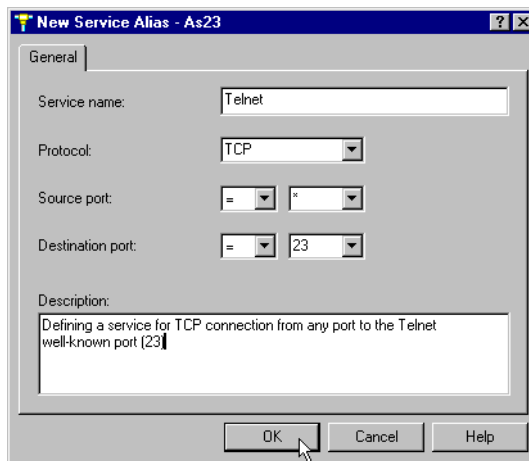 New Service Alias - As23
General
Service name: Telnet
Protocol: TCP
Source port: = *
Destination port: = 23
Description:
Defining a service for TCP connection from any port to the Telnet
well-known port (23)
OK Cancel Help